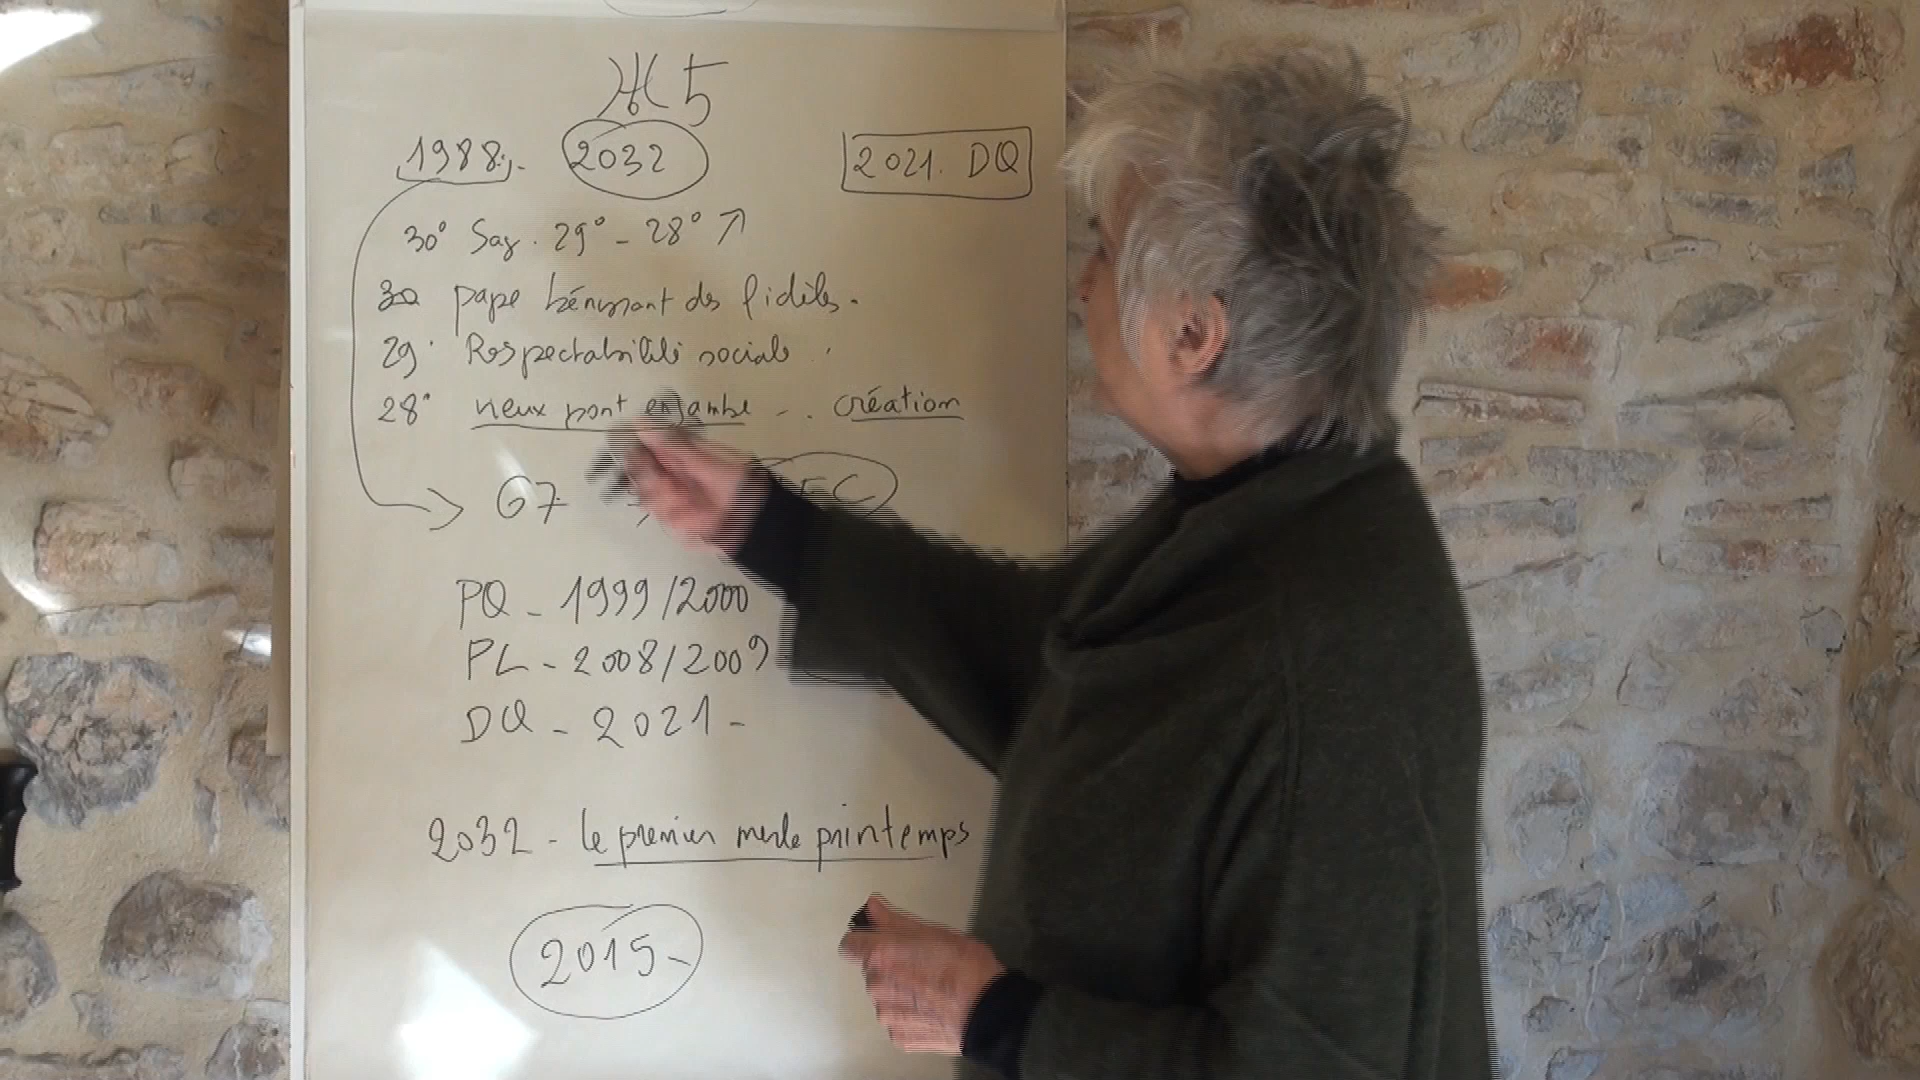 ♅♄ 5
1988. - 2032 2021. DQ
30° Sag. 29° - 28° ↗
30 pape bénissant des fidèles.
29° Respectabilité sociale.
28° vieux pont enjambe - .. création
G7
PQ - 1999/2000
PL - 2008/2009
DQ - 2021 -
2032 - le premier merle printemps
2015 -